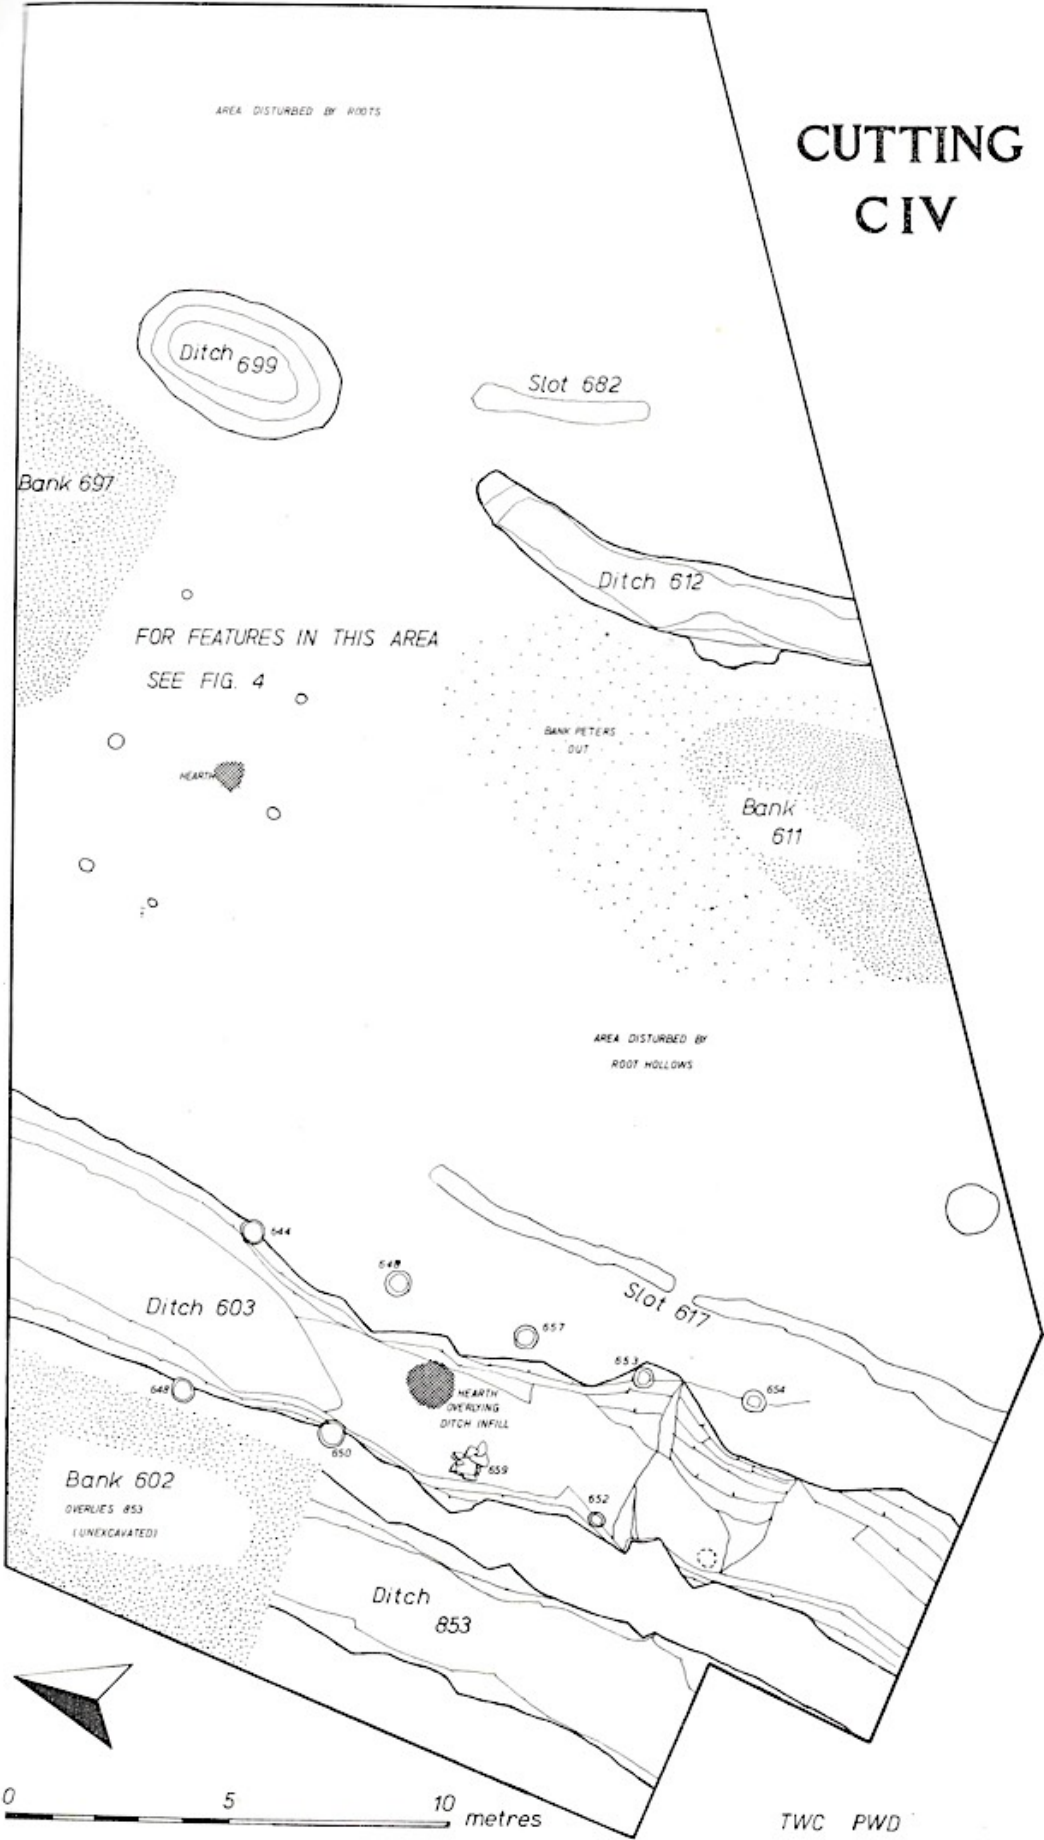 AREA DISTURBED BY ROOTS
CUTTING
CIV
Ditch 699
Slot 682
Bank 697
Ditch 612
FOR FEATURES IN THIS AREA
SEE FIG. 4
BANK PETERS
OUT
HEARTH
Bank
611
AREA DISTURBED BY
ROOT HOLLOWS
644
Slot 617
Ditch 603
657
653
654
648
HEARTH
OVERLYING
DITCH INFILL
650
659
Bank 602
OVERLIES 853
(UNEXCAVATED)
652
Ditch
853
0 5 10 metres
TWC PWD